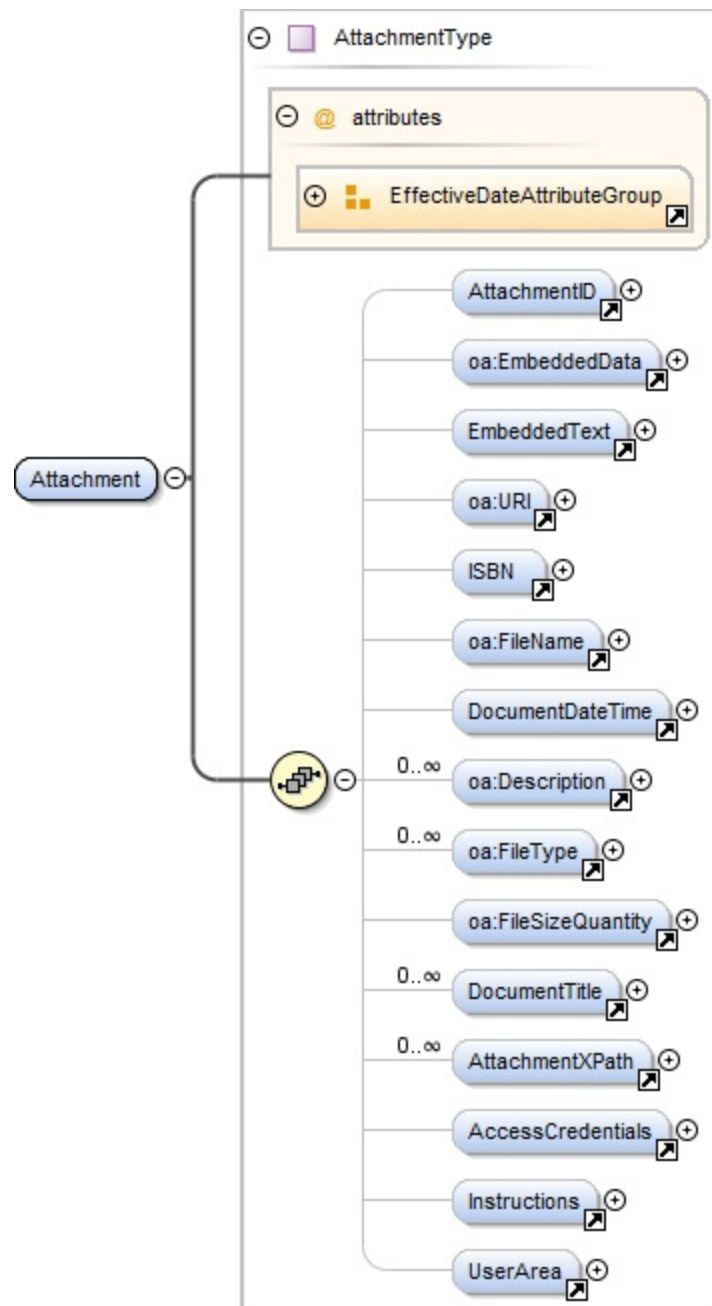 AttachmentType
@ attributes
EffectiveDateAttributeGroup
AttachmentID
oa:EmbeddedData
EmbeddedText
Attachment
oa:URI
ISBN
oa:FileName
DocumentDateTime
0..∞
oa:Description
0..∞
oa:FileType
oa:FileSizeQuantity
0..∞
DocumentTitle
0..∞
AttachmentXPath
AccessCredentials
Instructions
UserArea